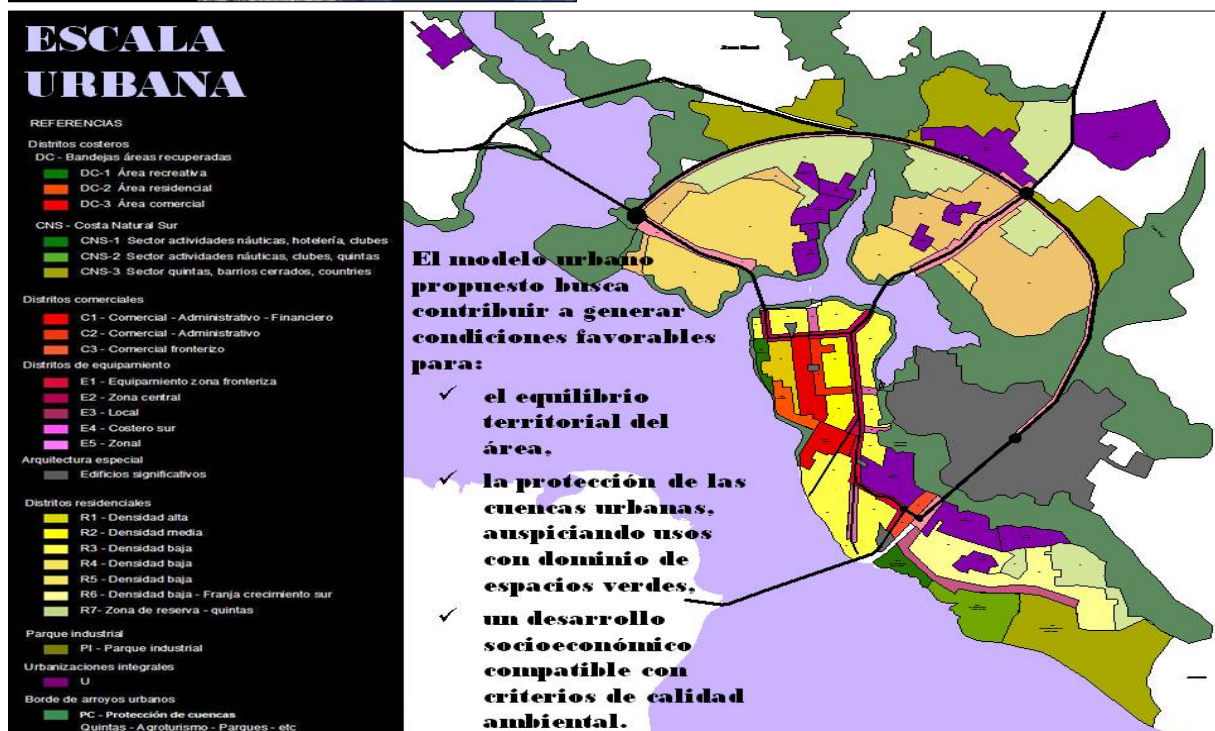 ESCALA
URBANA
REFERENCIAS
Distritos costeros
DC - Bandejas áreas recuperadas
DC-1 Área recreativa
DC-2 Área residencial
DC-3 Área comercial
CNS - Costa Natural Sur
CNS-1 Sector actividades náuticas, hotelería, clubes
CNS-2 Sector actividades náuticas, clubes, quintas
CNS-3 Sector quintas, barrios cerrados, countries
Distritos comerciales
C1 - Comercial - Administrativo - Financiero
C2 - Comercial - Administrativo
C3 - Comercial fronterizo
Distritos de equipamiento
E1 - Equipamiento zona fronteriza
E2 - Zona central
E3 - Local
E4 - Costero sur
E5 - Zonal
Arquitectura especial
Edificios significativos
Distritos residenciales
R1 - Densidad alta
R2 - Densidad media
R3 - Densidad baja
R4 - Densidad baja
R5 - Densidad baja
R6 - Densidad baja - Franja crecimiento sur
R7- Zona de reserva - quintas
Parque industrial
PI - Parque industrial
Urbanizaciones integrales
U
Borde de arroyos urbanos
PC - Protección de cuencas
Quintas - Agroturismo - Parques - etc
El modelo urbano
propuesto busca
contribuir a generar
condiciones favorables
para:
✓ el equilibrio
territorial del
área,
✓ la protección de las
cuencas urbanas,
auspiciando usos
con dominio de
espacios verdes,
✓ un desarrollo
socioeconómico
compatible con
criterios de calidad
ambiental.